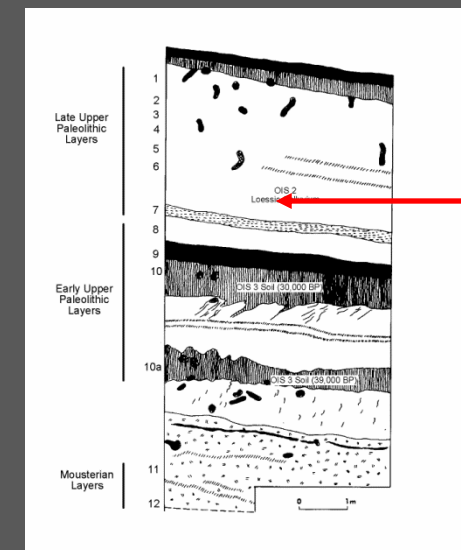 Late Upper
Paleolithic
Layers
Early Upper
Paleolithic
Layers
Mousterian
Layers
1
2
3
4
5
6
7
8
9
10
10a
11
12
OIS 2
Loessic
OIS 3 Soil (30,000 BP)
OIS 3 Soil (39,000 BP)
0 1m